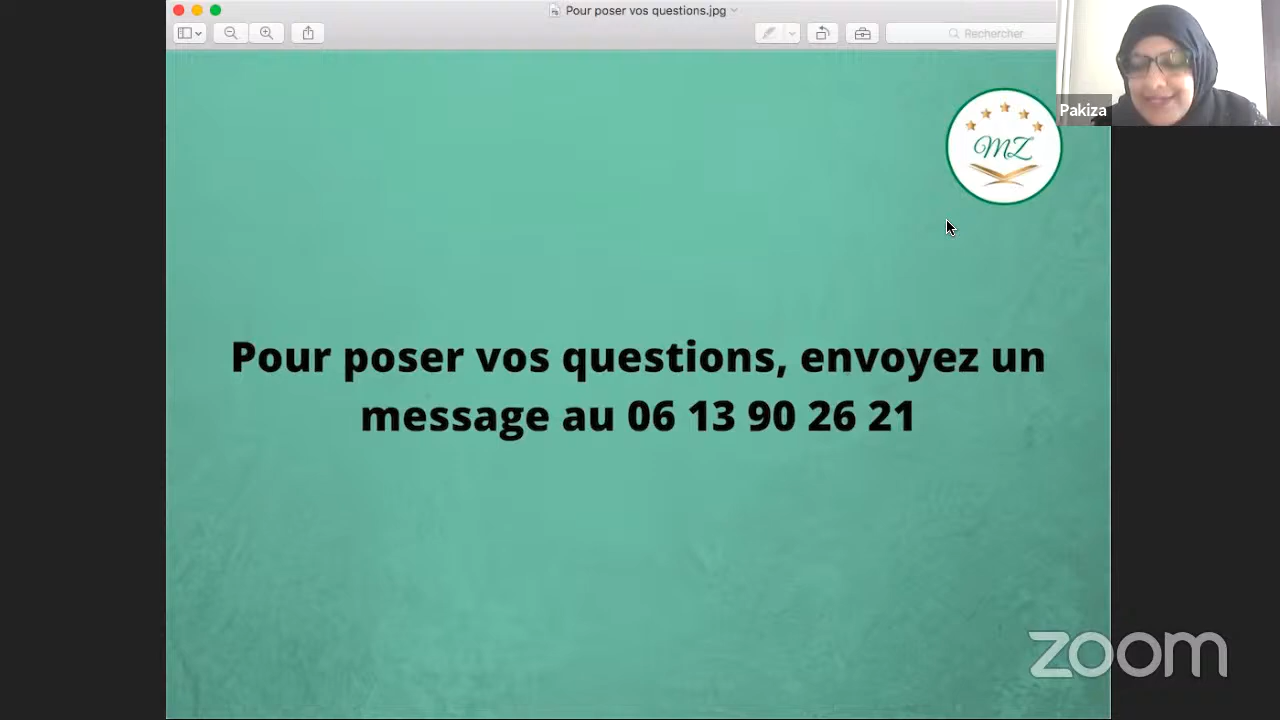 Pour poser vos questions.jpg
Rechercher
Pakiza
MZ
Pour poser vos questions, envoyez un
message au 06 13 90 26 21
zoom